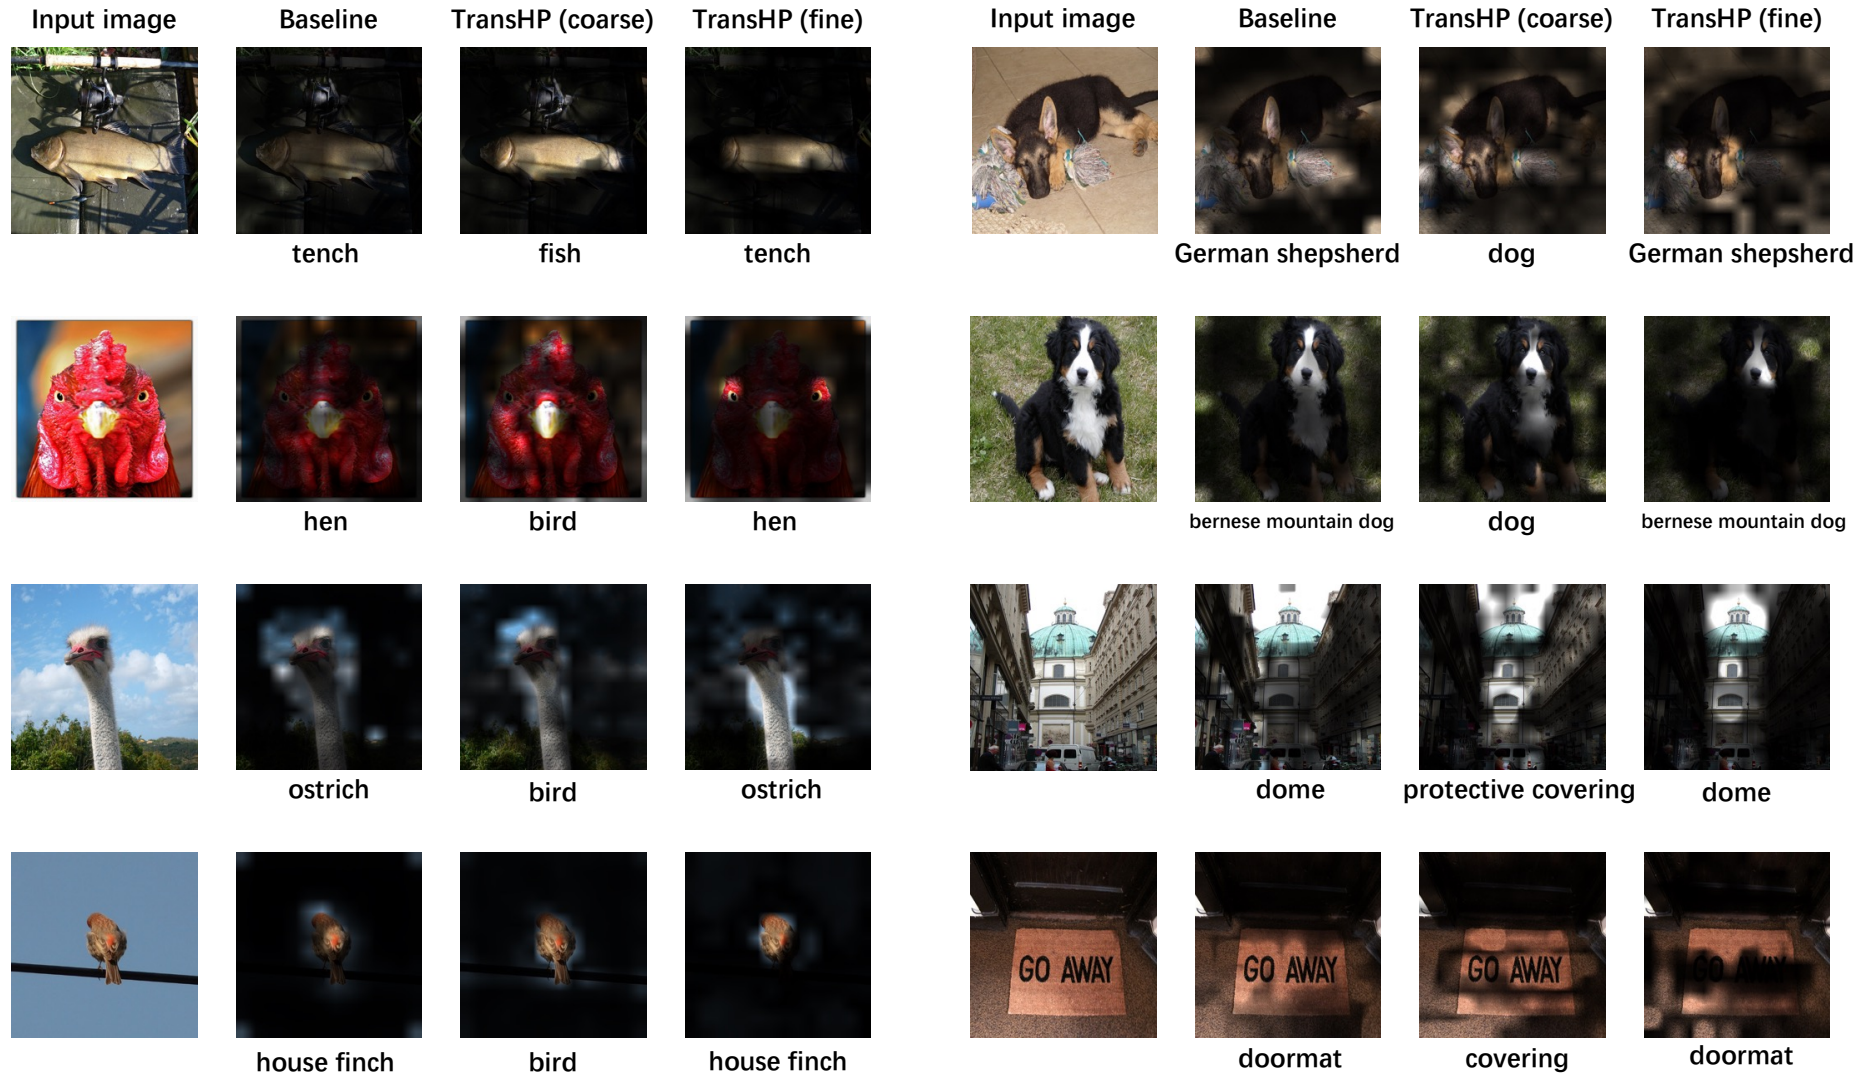 Input image Baseline TransHP (coarse) TransHP (fine) Input image Baseline TransHP (coarse) TransHP (fine)
tench fish tench German shepsherd dog German shepsherd
hen bird hen bernese mountain dog dog bernese mountain dog
ostrich bird ostrich dome protective covering dome
GO AWAY GO AWAY GO AWAY GO AWAY
house finch bird house finch doormat covering doormat